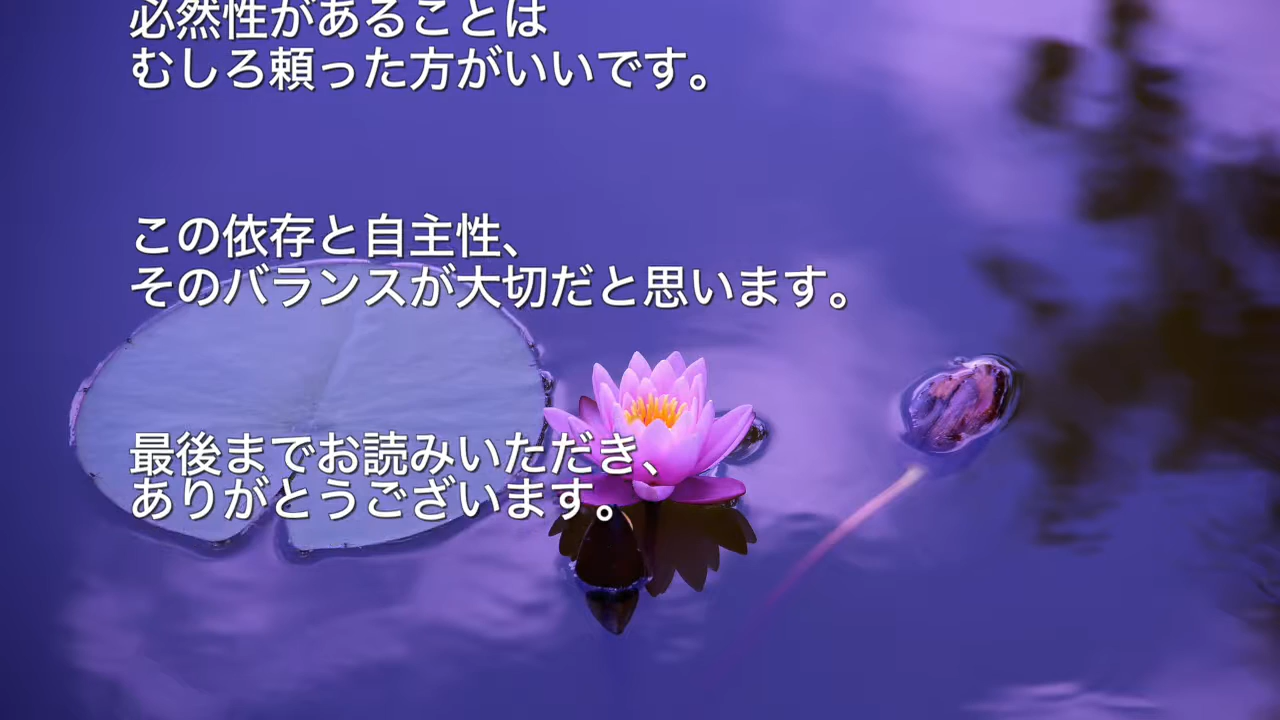 必然性があることは
むしろ頼った方がいいです。
この依存と自主性、
そのバランスが大切だと思います。
最後までお読みいただき、
ありがとうございます。